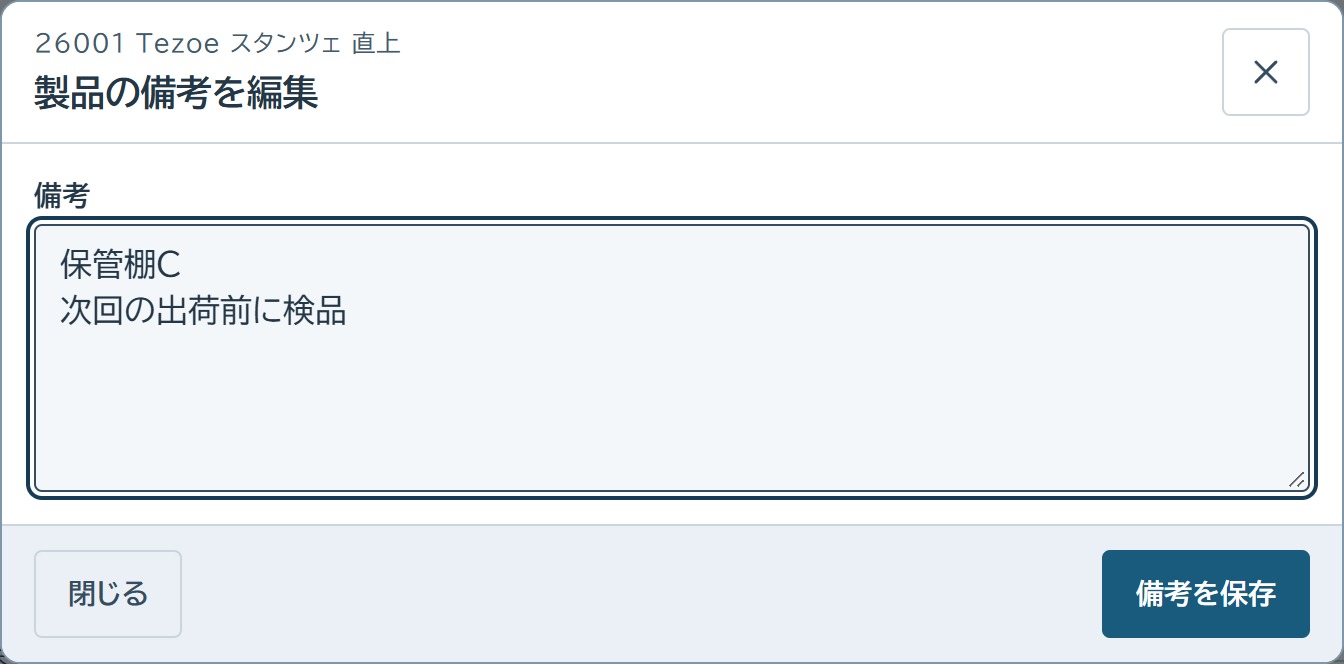 26001 Tezoe スタンツェ 直上
製品の備考を編集
備考
保管棚C
次回の出荷前に検品
閉じる
備考を保存